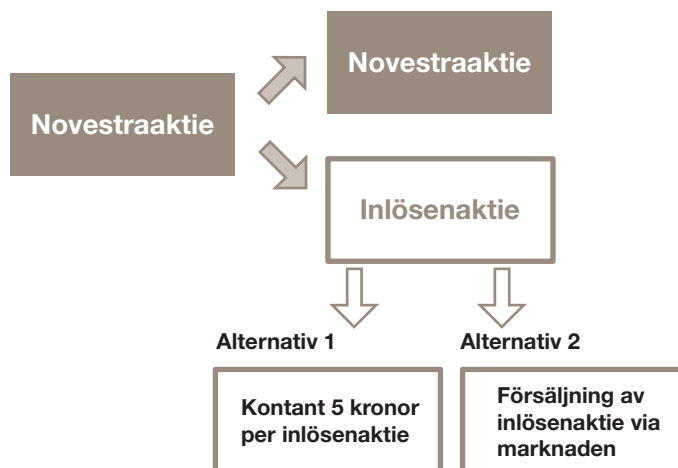 Novestraaktie
Novestraaktie
Inlösenaktie
Alternativ 1
Kontant 5 kronor
per inlösenaktie
Alternativ 2
Försäljning av
inlösenaktie via
marknaden